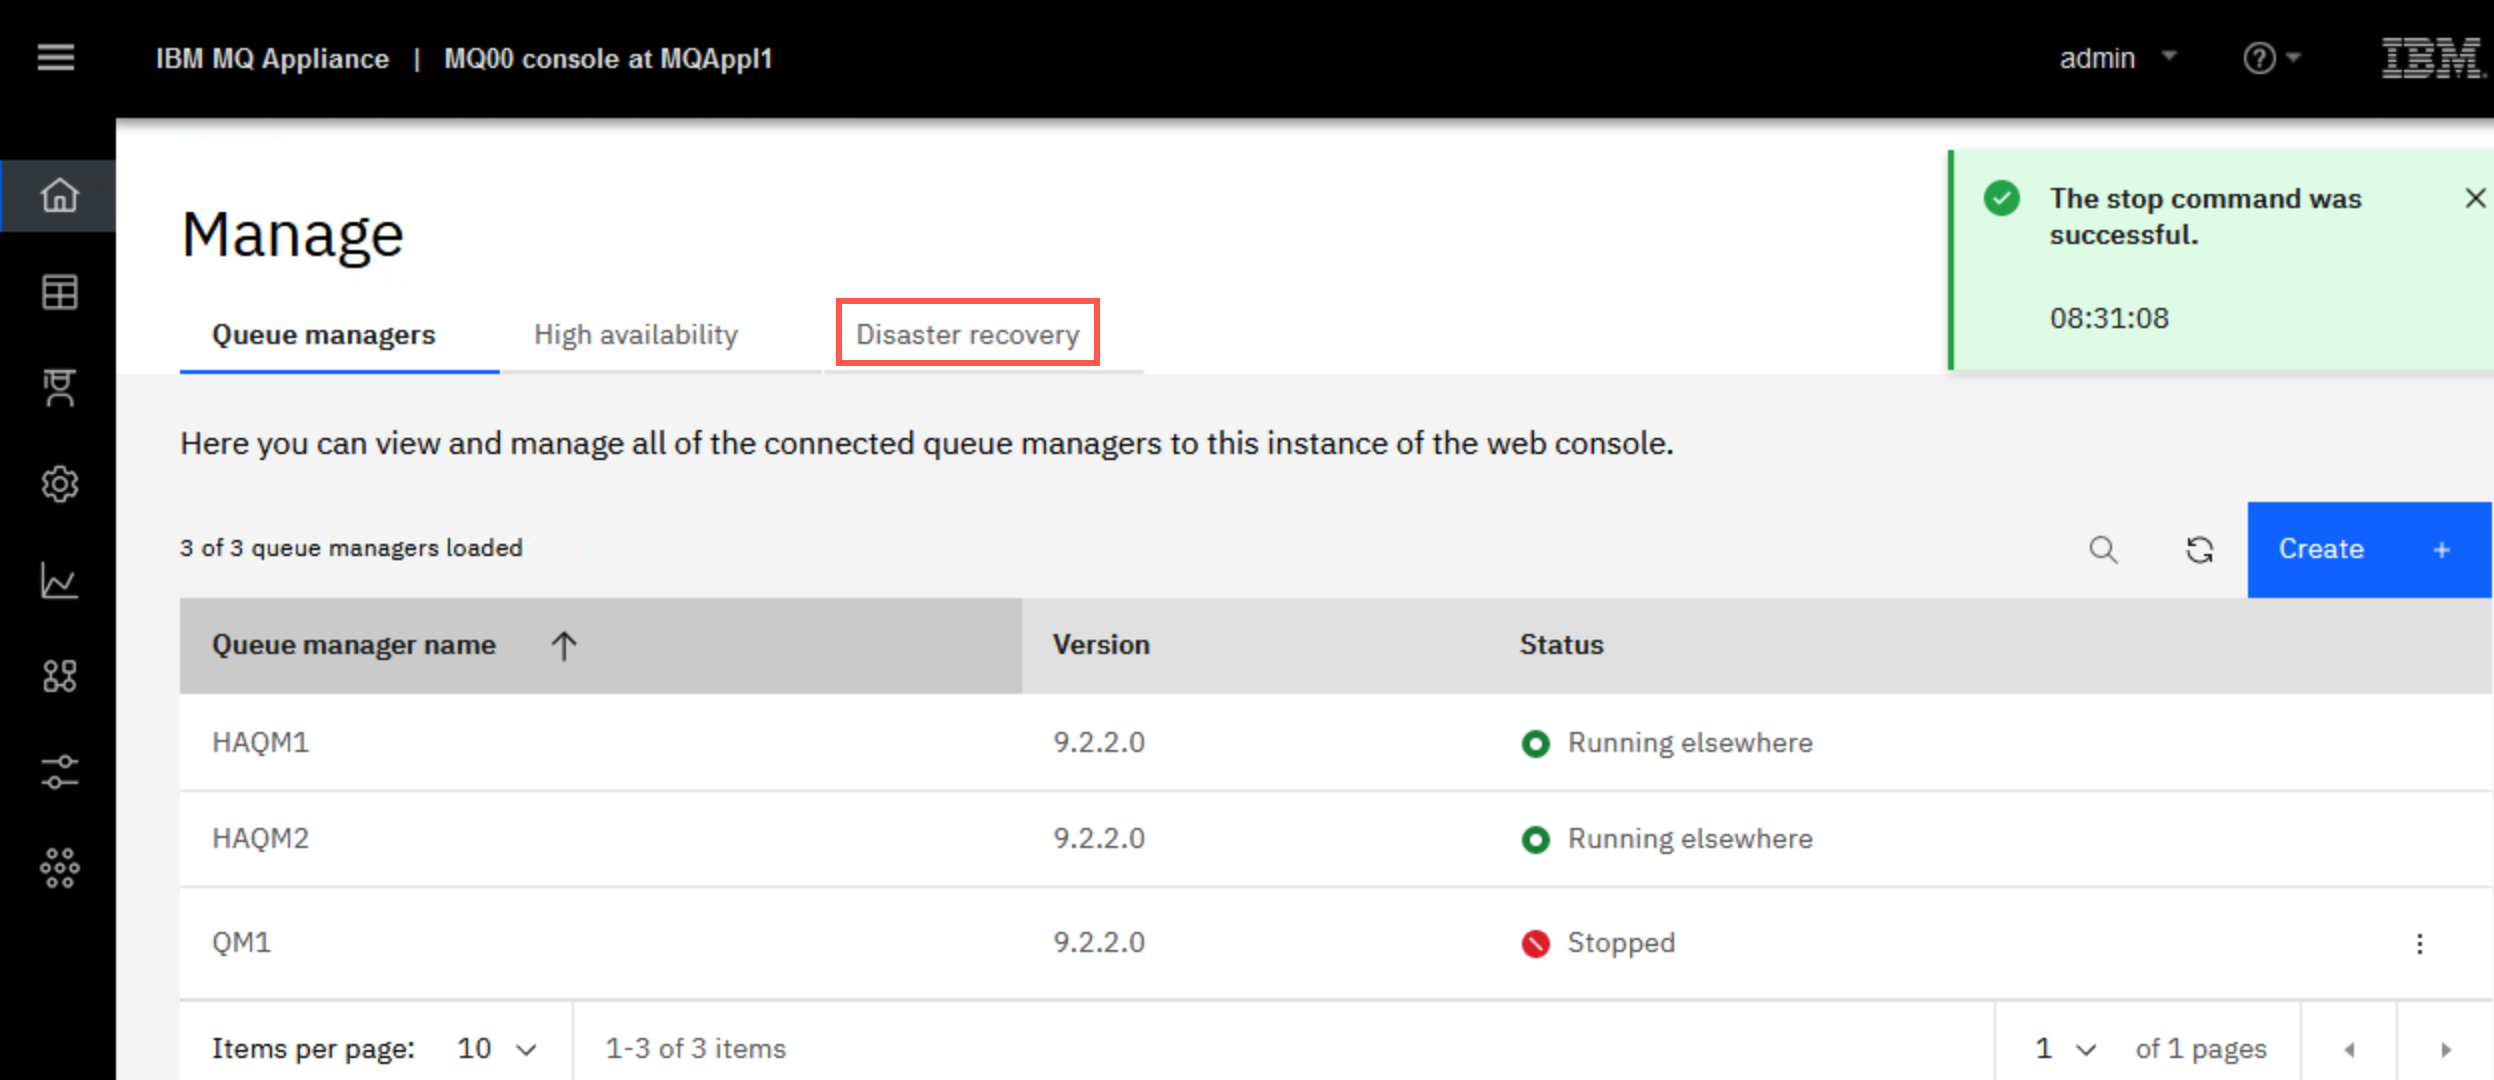 IBM MQ Appliance | MQ00 console at MQAppl1
admin
IBM
Manage
The stop command was
successful.
08:31:08
Queue managers
High availability
Disaster recovery
Here you can view and manage all of the connected queue managers to this instance of the web console.
3 of 3 queue managers loaded
Create +
Queue manager name
Version
Status
HAQM1
9.2.2.0
Running elsewhere
HAQM2
9.2.2.0
Running elsewhere
QM1
9.2.2.0
Stopped
Items per page: 10
1-3 of 3 items
1
of 1 pages